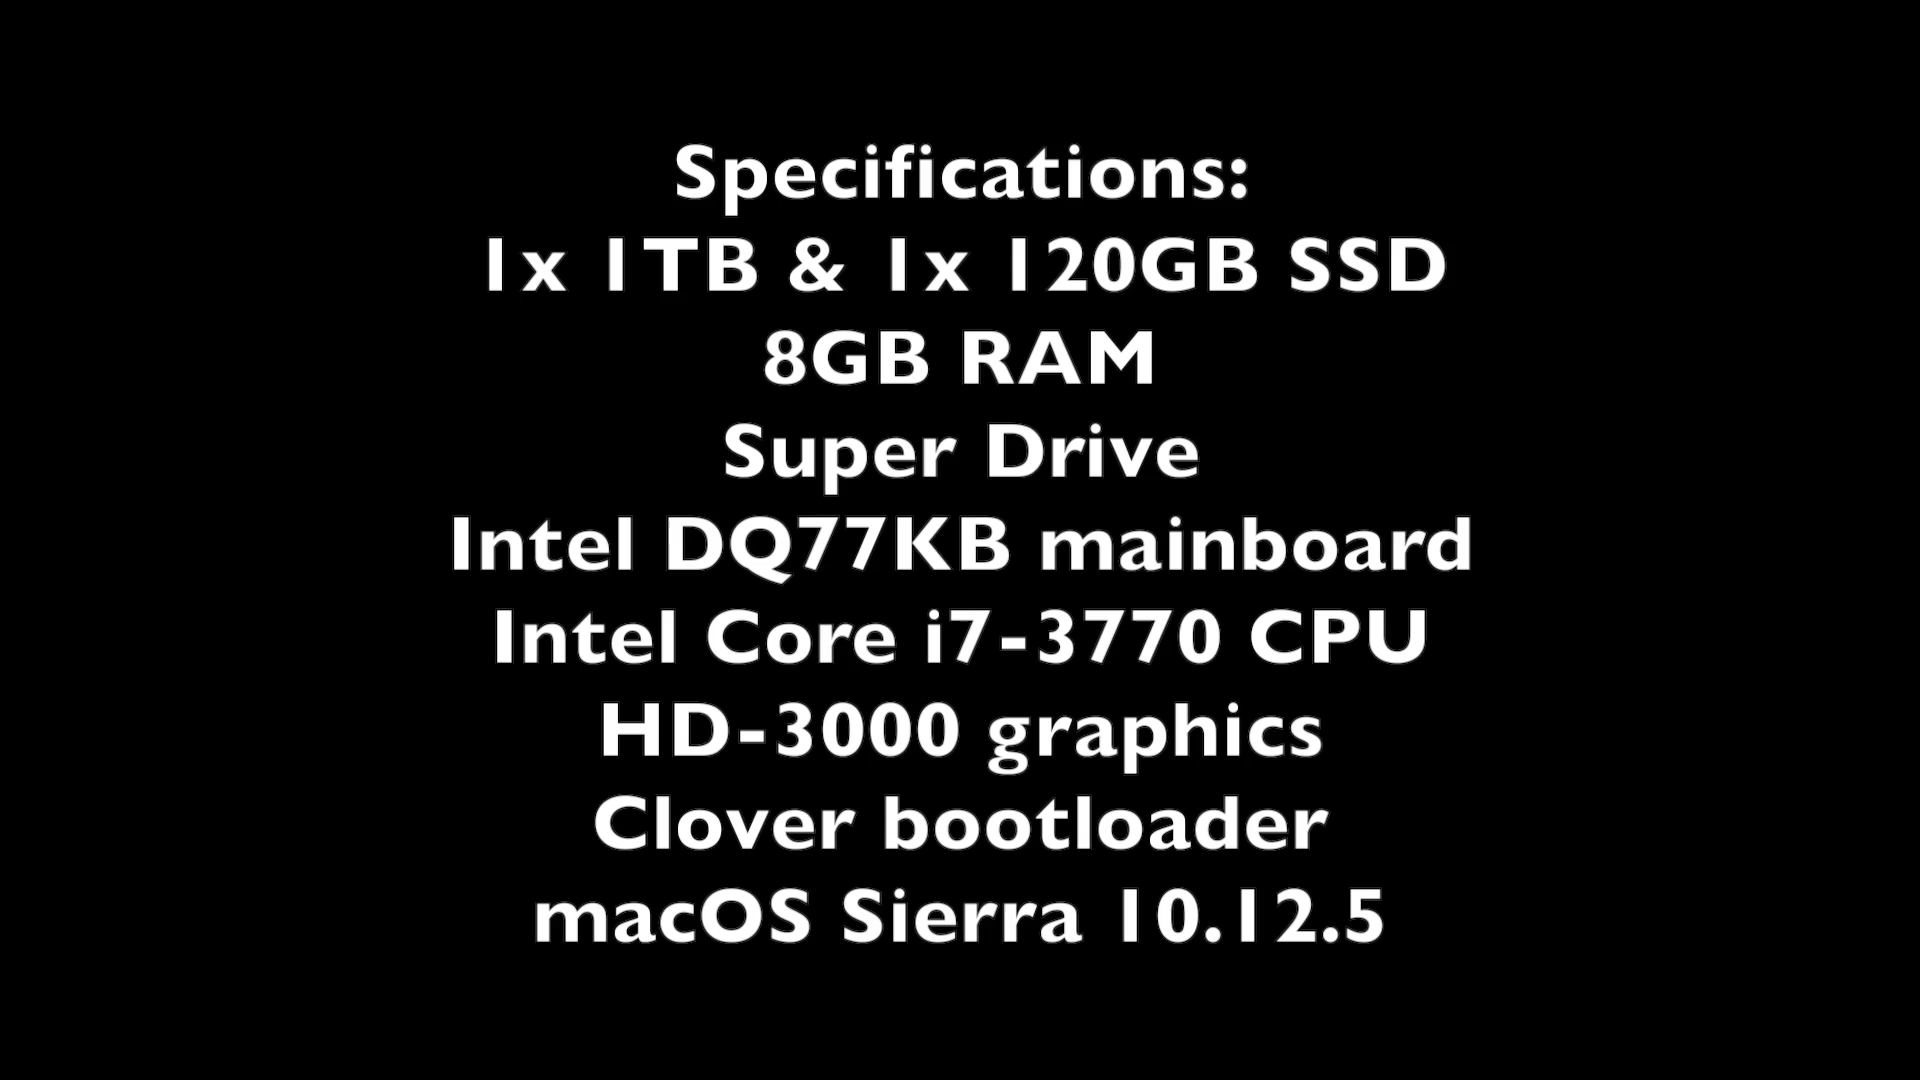 Specifications:
1x 1TB & 1x 120GB SSD
8GB RAM
Super Drive
Intel DQ77KB mainboard
Intel Core i7-3770 CPU
HD-3000 graphics
Clover bootloader
macOS Sierra 10.12.5